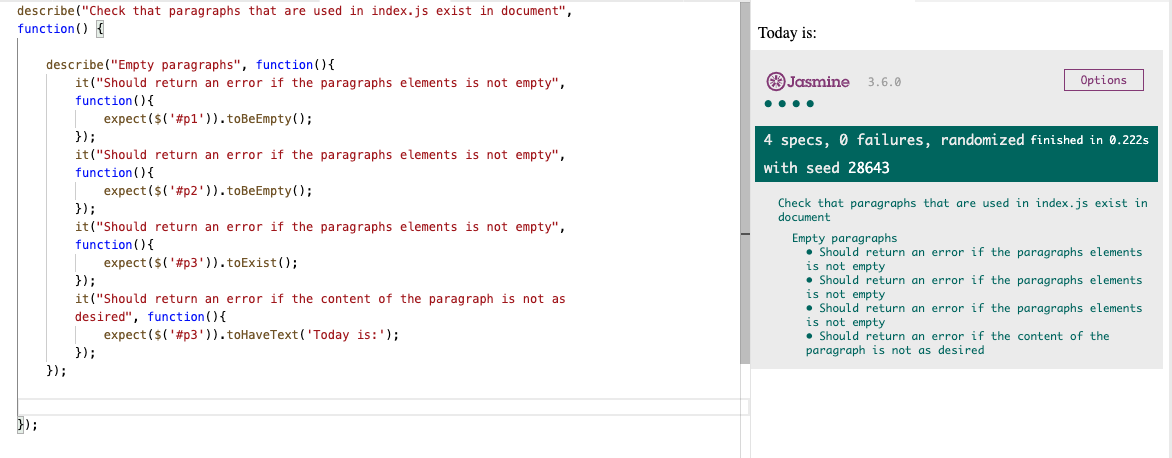 describe("Check that paragraphs that are used in index.js exist in document",
function() {
describe("Empty paragraphs", function(){
it("Should return an error if the paragraphs elements is not empty",
function(){
expect($('#p1')).toBeEmpty();
});
it("Should return an error if the paragraphs elements is not empty",
function(){
expect($('#p2')).toBeEmpty();
});
it("Should return an error if the paragraphs elements is not empty",
function(){
expect($('#p3')).toExist();
});
it("Should return an error if the content of the paragraph is not as
desired", function(){
expect($('#p3')).toHaveText('Today is:');
});
});
});
Today is:
Jasmine 3.6.0 Options
4 specs, 0 failures, randomized finished in 0.222s
with seed 28643
Check that paragraphs that are used in index.js exist in
document
Empty paragraphs
• Should return an error if the paragraphs elements
is not empty
• Should return an error if the paragraphs elements
is not empty
• Should return an error if the paragraphs elements
is not empty
• Should return an error if the content of the
paragraph is not as desired